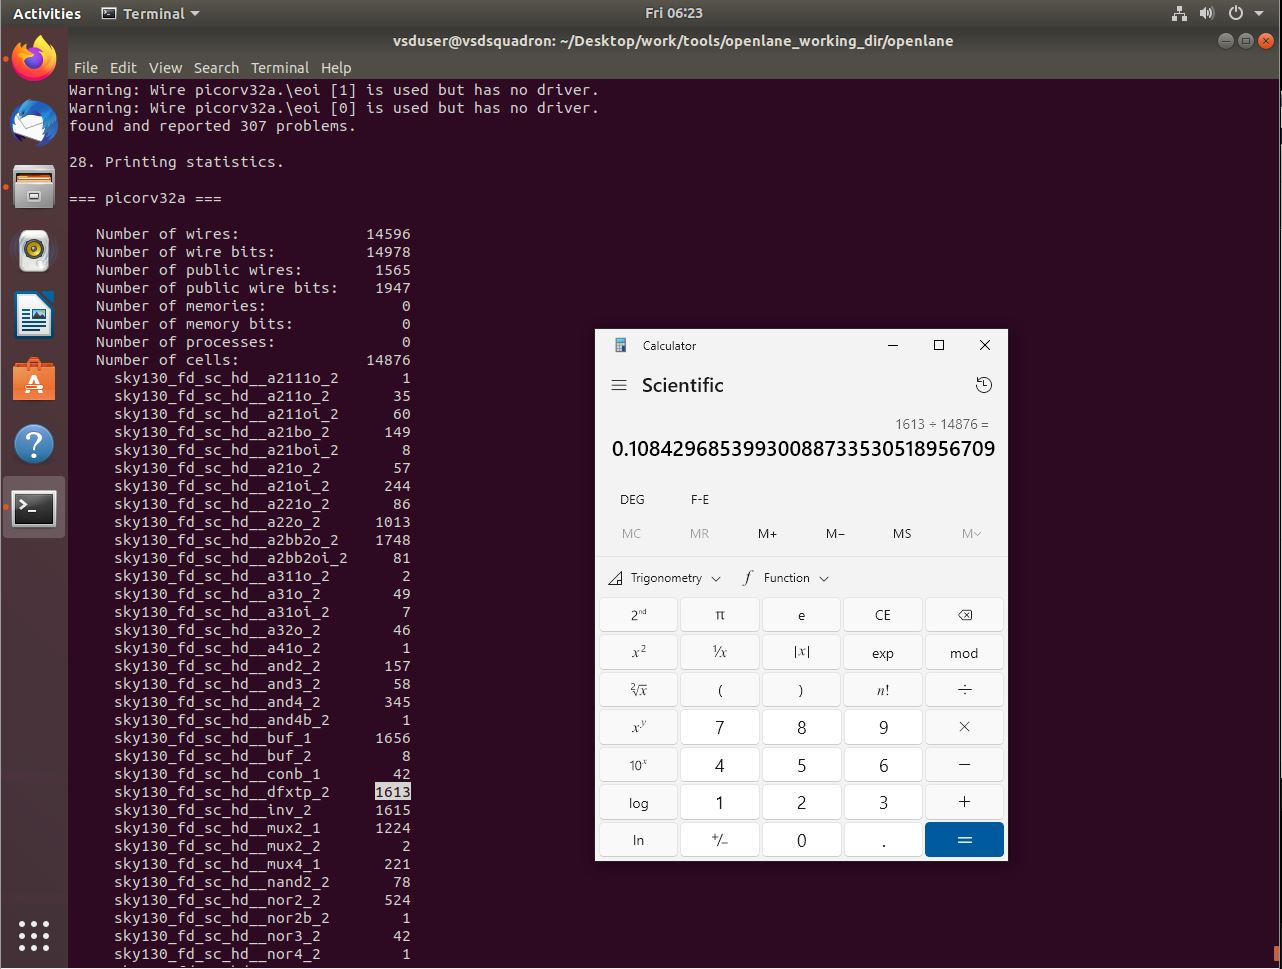 Activities
Terminal
Fri 06:23
vsduser@vsdsquadron: ~/Desktop/work/tools/openlane_working_dir/openlane
File Edit View Search Terminal Help
Warning: Wire picorv32a.\eoi [1] is used but has no driver.
Warning: Wire picorv32a.\eoi [0] is used but has no driver.
found and reported 307 problems.
28. Printing statistics.
=== picorv32a ===
Number of wires: 14596
Number of wire bits: 14978
Number of public wires: 1565
Number of public wire bits: 1947
Number of memories: 0
Number of memory bits: 0
Number of processes: 0
Number of cells: 14876
sky130_fd_sc_hd__a2111o_2 1
sky130_fd_sc_hd__a211o_2 35
sky130_fd_sc_hd__a211oi_2 60
sky130_fd_sc_hd__a21bo_2 149
sky130_fd_sc_hd__a21boi_2 8
sky130_fd_sc_hd__a21o_2 57
sky130_fd_sc_hd__a21oi_2 244
sky130_fd_sc_hd__a221o_2 86
sky130_fd_sc_hd__a22o_2 1013
sky130_fd_sc_hd__a2bb2o_2 1748
sky130_fd_sc_hd__a2bb2oi_2 81
sky130_fd_sc_hd__a311o_2 2
sky130_fd_sc_hd__a31o_2 49
sky130_fd_sc_hd__a31oi_2 7
sky130_fd_sc_hd__a32o_2 46
sky130_fd_sc_hd__a41o_2 1
sky130_fd_sc_hd__and2_2 157
sky130_fd_sc_hd__and3_2 58
sky130_fd_sc_hd__and4_2 345
sky130_fd_sc_hd__and4b_2 1
sky130_fd_sc_hd__buf_1 1656
sky130_fd_sc_hd__buf_2 8
sky130_fd_sc_hd__conb_1 42
sky130_fd_sc_hd__dfxtp_2 1613
sky130_fd_sc_hd__inv_2 1615
sky130_fd_sc_hd__mux2_1 1224
sky130_fd_sc_hd__mux2_2 2
sky130_fd_sc_hd__mux4_1 221
sky130_fd_sc_hd__nand2_2 78
sky130_fd_sc_hd__nor2_2 524
sky130_fd_sc_hd__nor2b_2 1
sky130_fd_sc_hd__nor3_2 42
sky130_fd_sc_hd__nor4_2 1
Calculator
Scientific
1613 ÷ 14876 =
0.10842968539930088733530518956709
DEG F-E
MC MR M+ M− MS M
Trigonometry f Function
2nd π e CE
x² ¹/x |x| exp mod
²√x ( ) n! ÷
xʸ 7 8 9 ×
10ˣ 4 5 6 −
log 1 2 3 +
ln +/− 0 . =